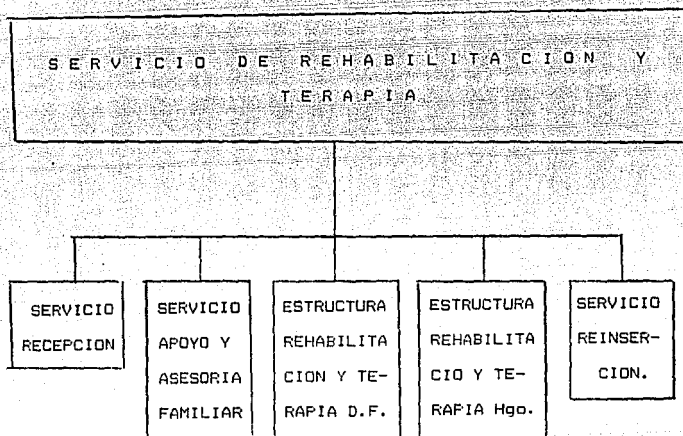 SERVICIO DE REHABILITACION Y
TERAPIA
SERVICIO
RECEPCION
SERVICIO
APOYO Y
ASESORIA
FAMILIAR
ESTRUCTURA
REHABILITA
CION Y TE-
RAPIA D.F.
ESTRUCTURA
REHABILITA
CIO Y TE-
RAPIA Hgo.
SERVICIO
REINSER-
CION.